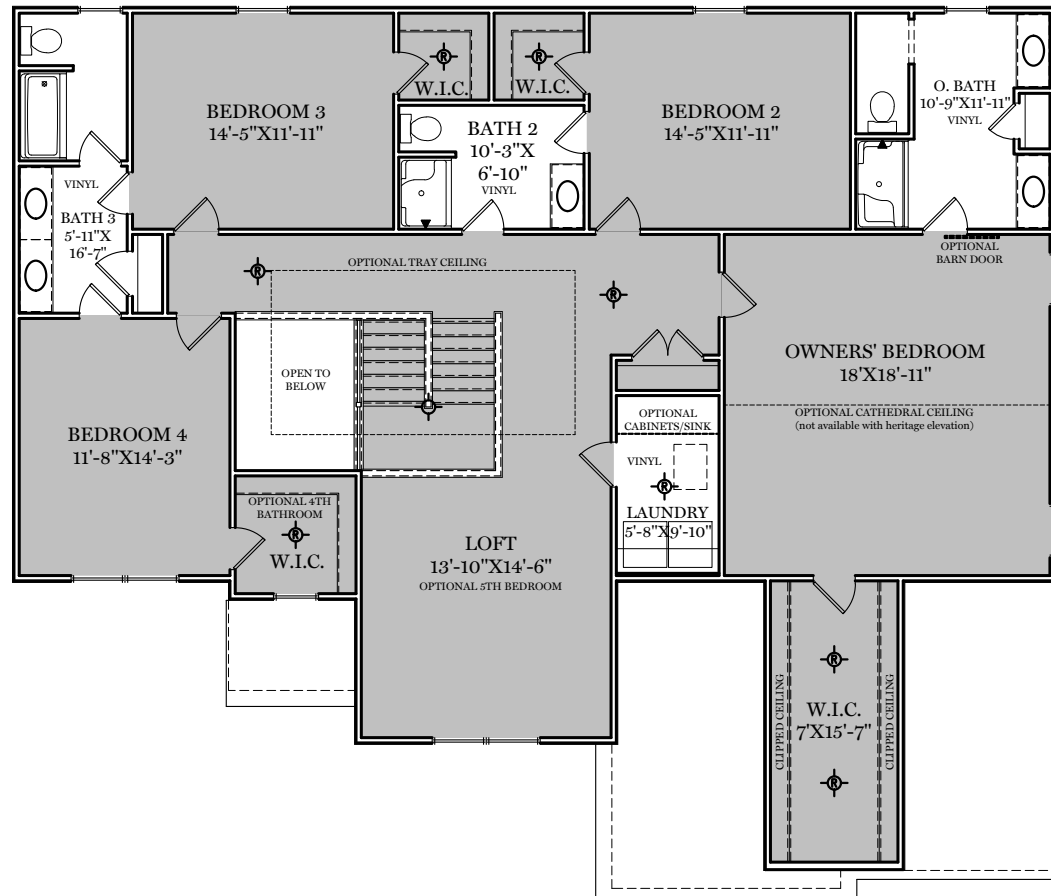 BEDROOM 3
14'-5"X11'-11"
W.I.C.
R
W.I.C.
R
BATH 2
10'-3"X
6'-10"
VINYL
BEDROOM 2
14'-5"X11'-11"
O. BATH
10'-9"X11'-11"
VINYL
VINYL
BATH 3
5'-11"X
16'-7"
OPTIONAL TRAY CEILING
R
R
OPTIONAL
BARN DOOR
OPEN TO
BELOW
R
OWNERS' BEDROOM
18'X18'-11"
OPTIONAL CATHEDRAL CEILING
(not available with heritage elevation)
BEDROOM 4
11'-8"X14'-3"
OPTIONAL 4TH
BATHROOM
R
W.I.C.
LOFT
13'-10"X14'-6"
OPTIONAL 5TH BEDROOM
OPTIONAL
CABINETS/SINK
VINYL
R
LAUNDRY
5'-8"X9'-10"
CLIPPED CEILING
R
W.I.C.
7'X15'-7"
R
CLIPPED CEILING